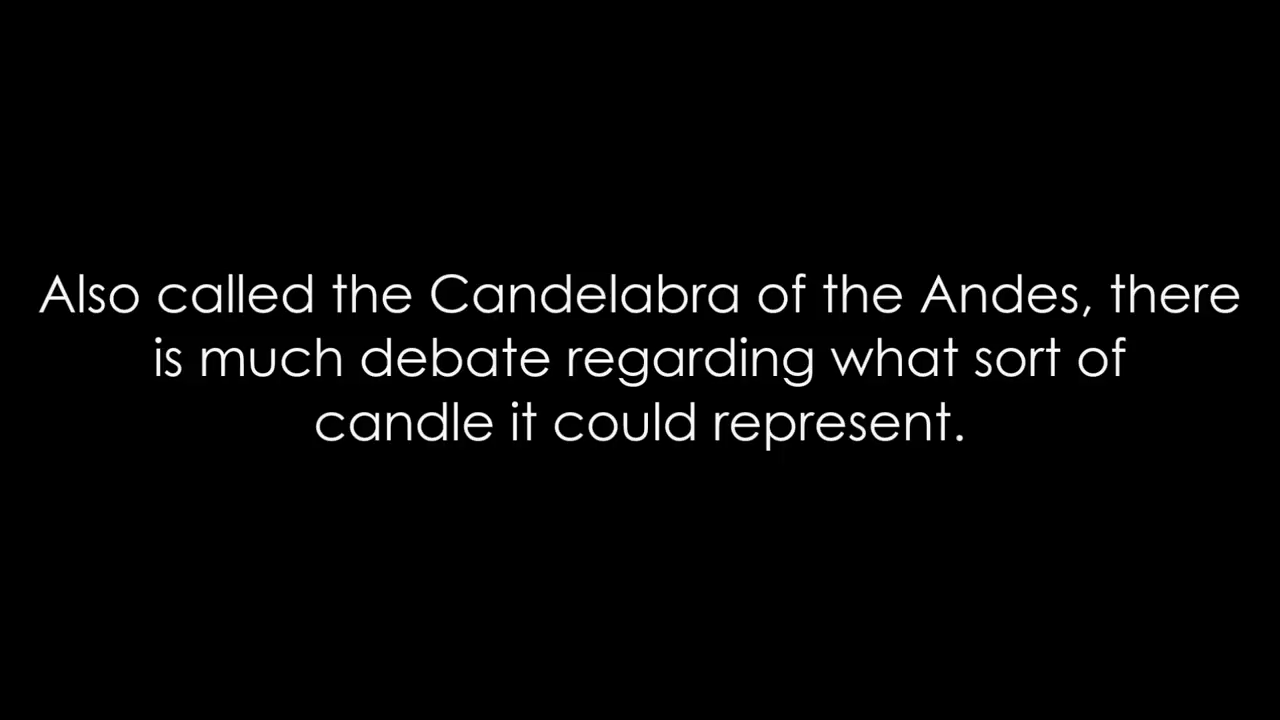 Also called the Candelabra of the Andes, there
is much debate regarding what sort of
candle it could represent.